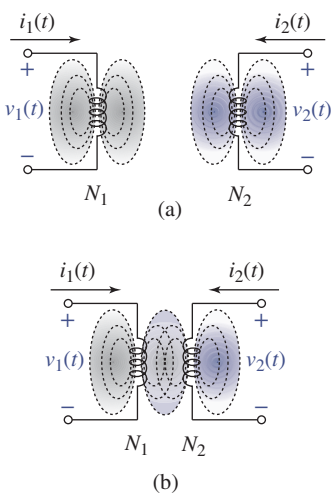 i₁(t) i₂(t)
+ +
v₁(t) v₂(t)
− −
N₁ N₂
(a)
i₁(t) i₂(t)
+ +
v₁(t) v₂(t)
− −
N₁ N₂
(b)